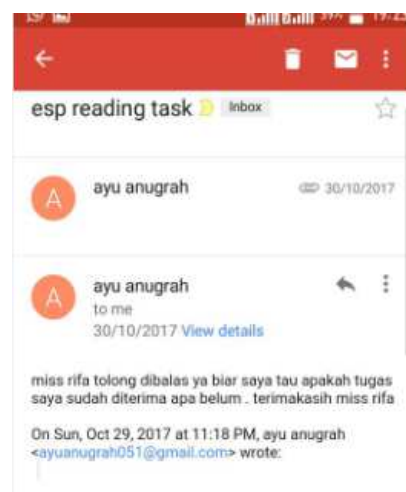 esp reading task Inbox
A
ayu anugrah 30/10/2017
A
ayu anugrah
to me
30/10/2017 View details
miss rifa tolong dibalas ya biar saya tau apakah tugas
saya sudah diterima apa belum . terimakasih miss rifa
On Sun, Oct 29, 2017 at 11:18 PM, ayu anugrah
<ayuanugrah051@gmail.com> wrote: